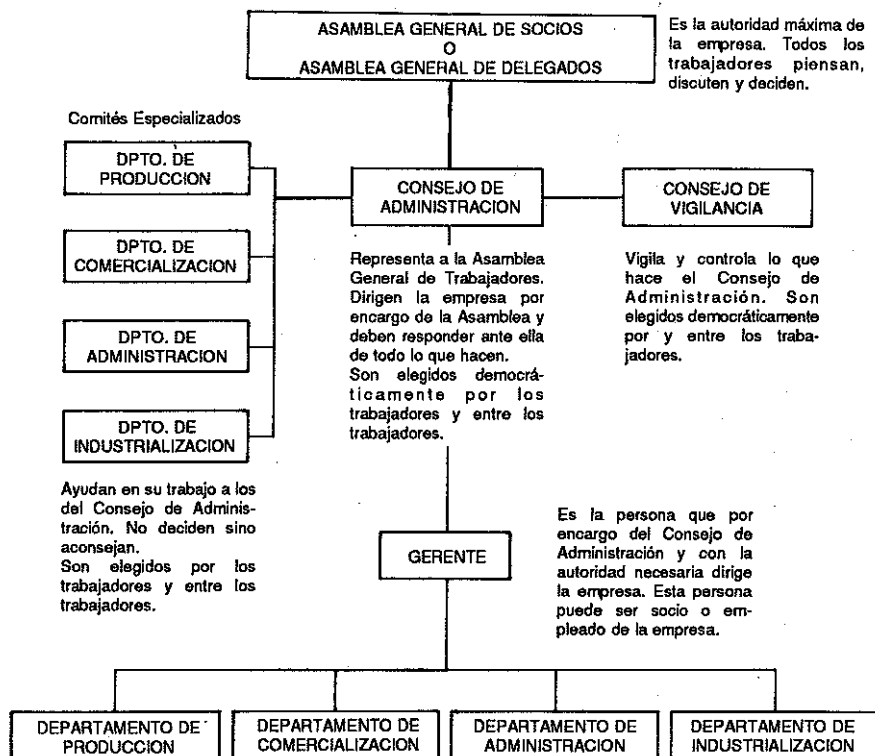 ASAMBLEA GENERAL DE SOCIOS
O
ASAMBLEA GENERAL DE DELEGADOS
Es la autoridad máxima de
la empresa. Todos los
trabajadores piensan,
discuten y deciden.
Comités Especializados
DPTO. DE
PRODUCCION
DPTO. DE
COMERCIALIZACION
DPTO. DE
ADMINISTRACION
DPTO. DE
INDUSTRIALIZACION
Ayudan en su trabajo a los
del Consejo de Adminis-
tración. No deciden sino
aconsejan.
Son elegidos por los
trabajadores y entre los
trabajadores.
CONSEJO DE
ADMINISTRACION
Representa a la Asamblea
General de Trabajadores.
Dirigen la empresa por
encargo de la Asamblea y
deben responder ante ella
de todo lo que hacen.
Son elegidos democrá-
ticamente por los
trabajadores y entre los
trabajadores.
CONSEJO DE
VIGILANCIA
Vigila y controla lo que
hace el Consejo de
Administración. Son
elegidos democráticamente
por y entre los traba-
jadores.
GERENTE
Es la persona que por
encargo del Consejo de
Administración y con la
autoridad necesaria dirige
la empresa. Esta persona
puede ser socio o em-
pleado de la empresa.
DEPARTAMENTO DE
PRODUCCION
DEPARTAMENTO DE
COMERCIALIZACION
DEPARTAMENTO DE
ADMINISTRACION
DEPARTAMENTO DE
INDUSTRIALIZACION